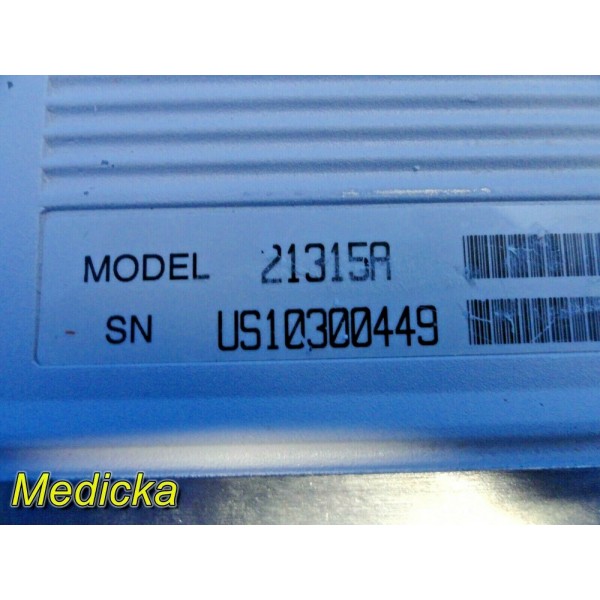 MODEL 21315A
SN US10300449
Medicka